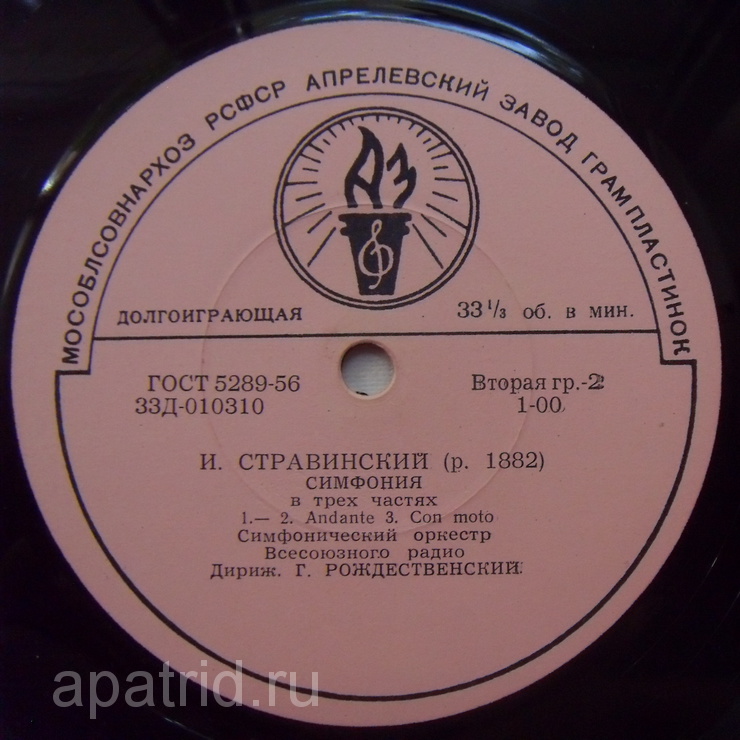 МОСОБЛСОВНАРХОЗ РСФСР АПРЕЛЕВСКИЙ ЗАВОД ГРАМПЛАСТИНОК
АЗ
ДОЛГОИГРАЮЩАЯ 33 1/3 об. в мин.
ГОСТ 5289-56 Вторая гр.-2
33Д-010310 1-00
И. СТРАВИНСКИЙ (р. 1882)
СИМФОНИЯ
в трех частях
1.— 2. Andante 3. Con moto
Симфонический оркестр
Всесоюзного радио
Дириж. Г. РОЖДЕСТВЕНСКИЙ
apatrid.ru